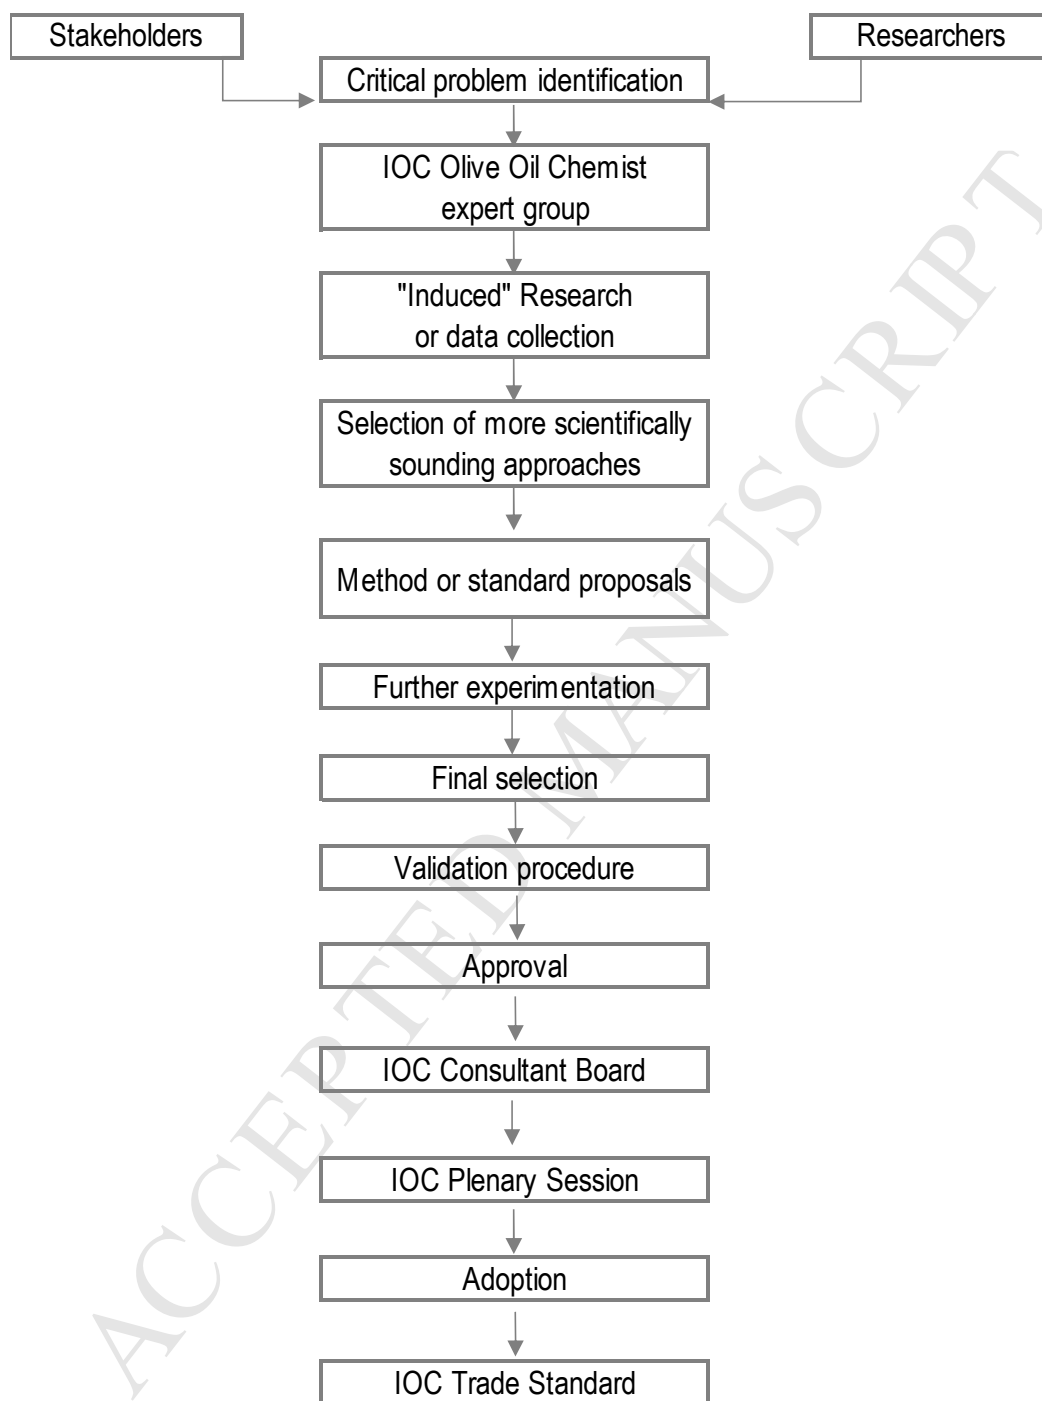 Stakeholders
Researchers
Critical problem identification
IOC Olive Oil Chemist
expert group
"Induced" Research
or data collection
Selection of more scientifically
sounding approaches
Method or standard proposals
Further experimentation
Final selection
Validation procedure
Approval
IOC Consultant Board
IOC Plenary Session
Adoption
IOC Trade Standard
ACCEPTED MANUSCRIPT